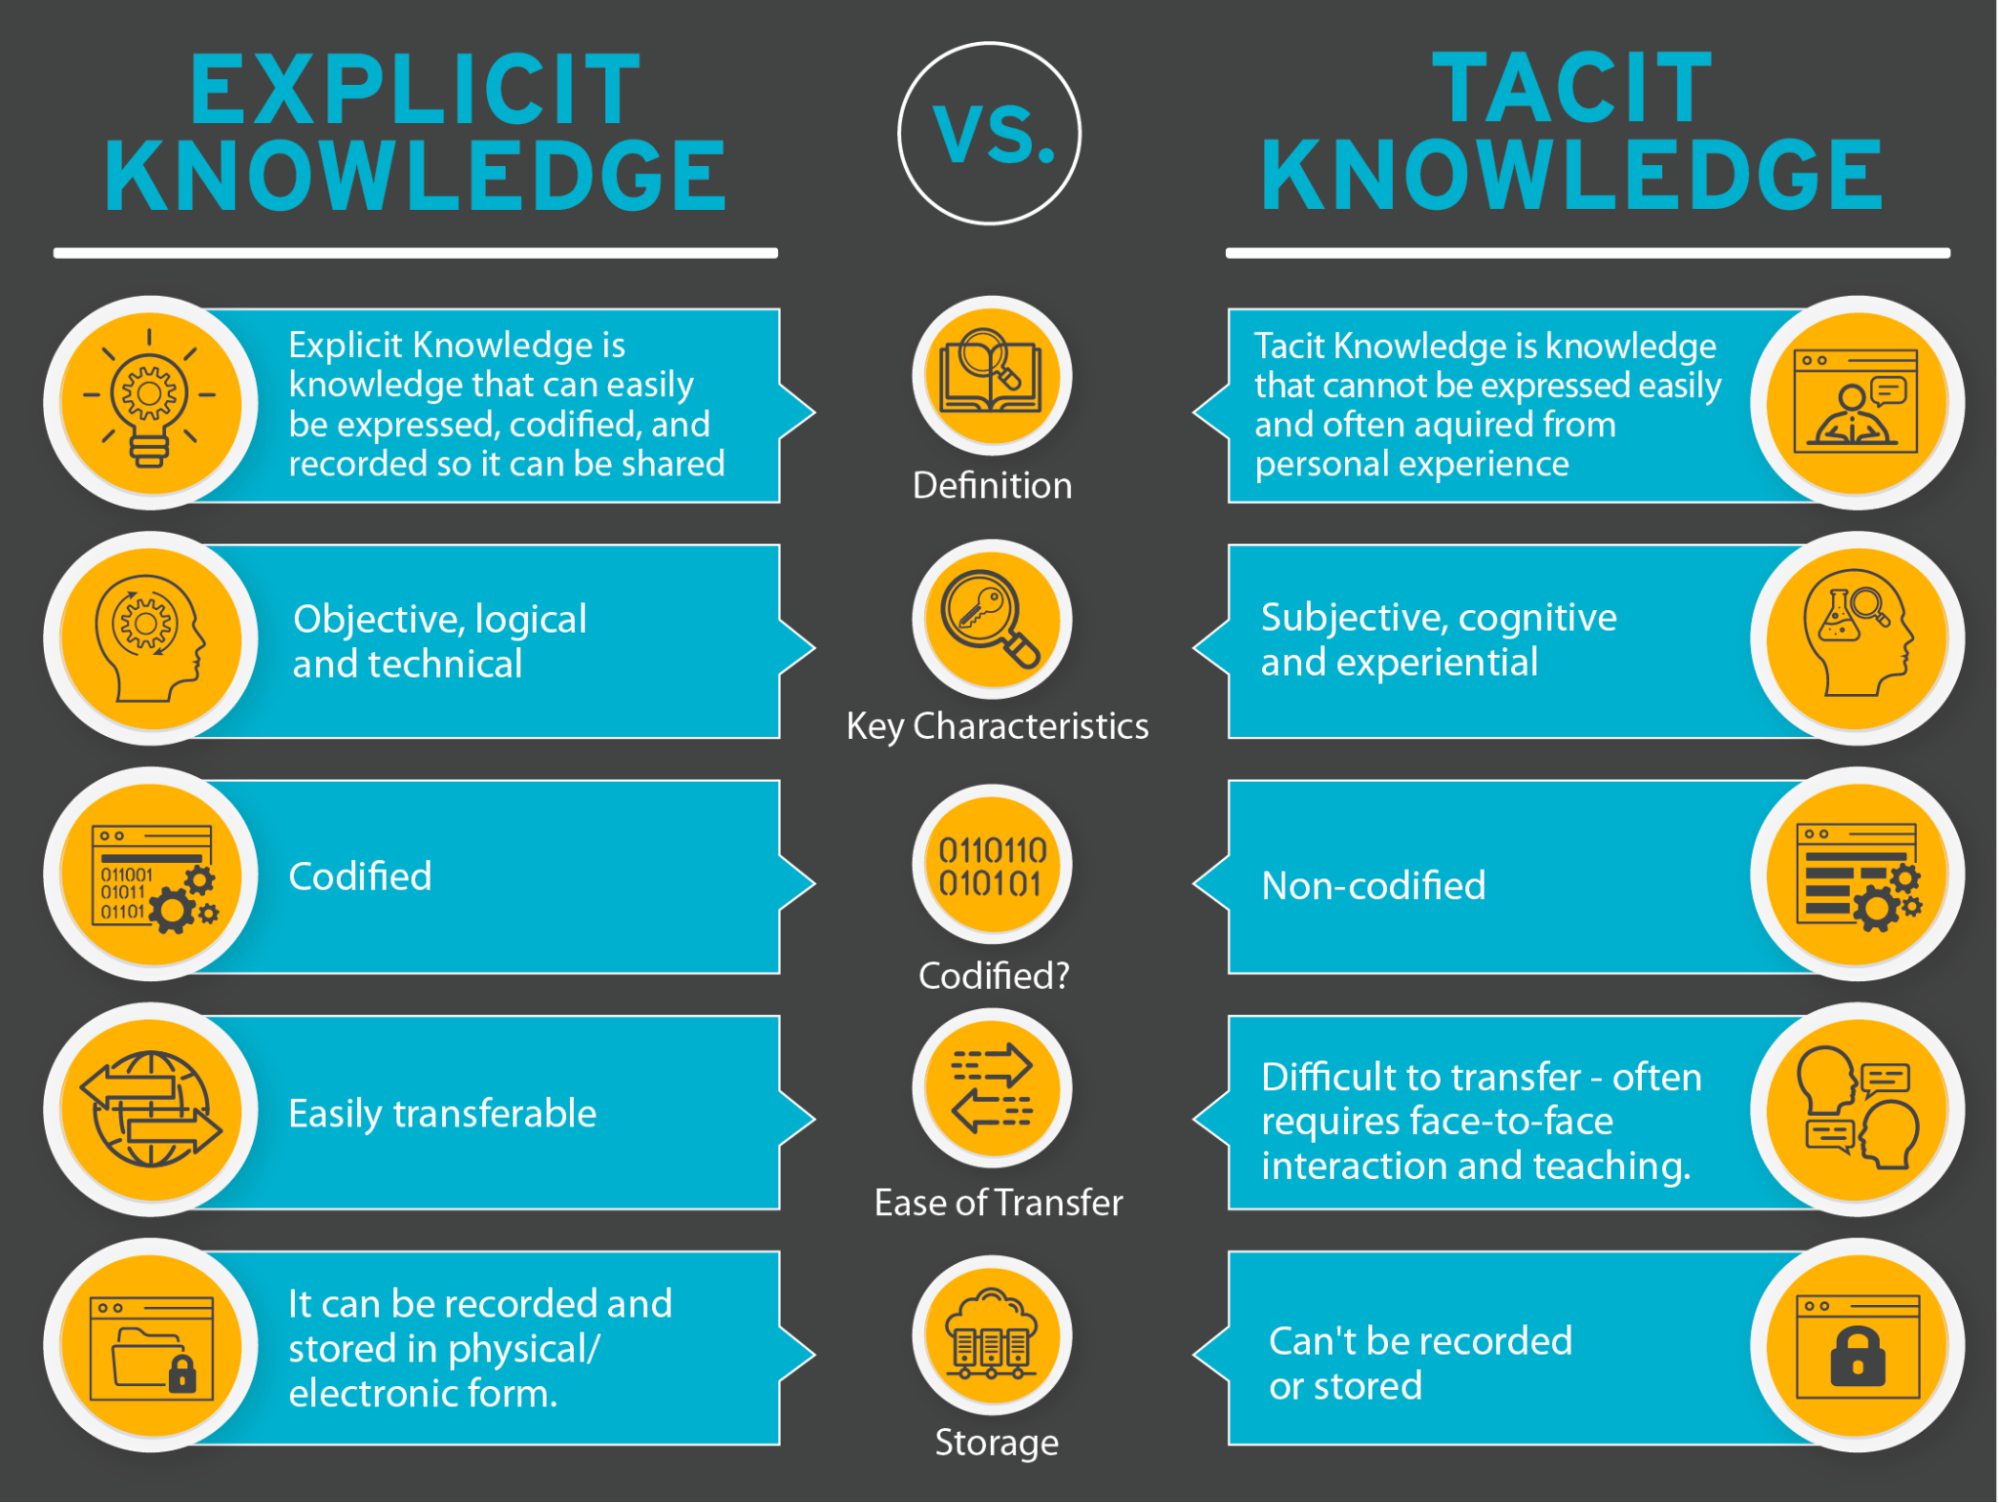 EXPLICIT
KNOWLEDGE
VS.
TACIT
KNOWLEDGE
Explicit Knowledge is
knowledge that can easily
be expressed, codified, and
recorded so it can be shared
Definition
Tacit Knowledge is knowledge
that cannot be expressed easily
and often aquired from
personal experience
Objective, logical
and technical
Key Characteristics
Subjective, cognitive
and experiential
011001
01011
01101
Codified
0110110
010101
Codified?
Non-codified
Easily transferable
Ease of Transfer
Difficult to transfer - often
requires face-to-face
interaction and teaching.
It can be recorded and
stored in physical/
electronic form.
Storage
Can't be recorded
or stored